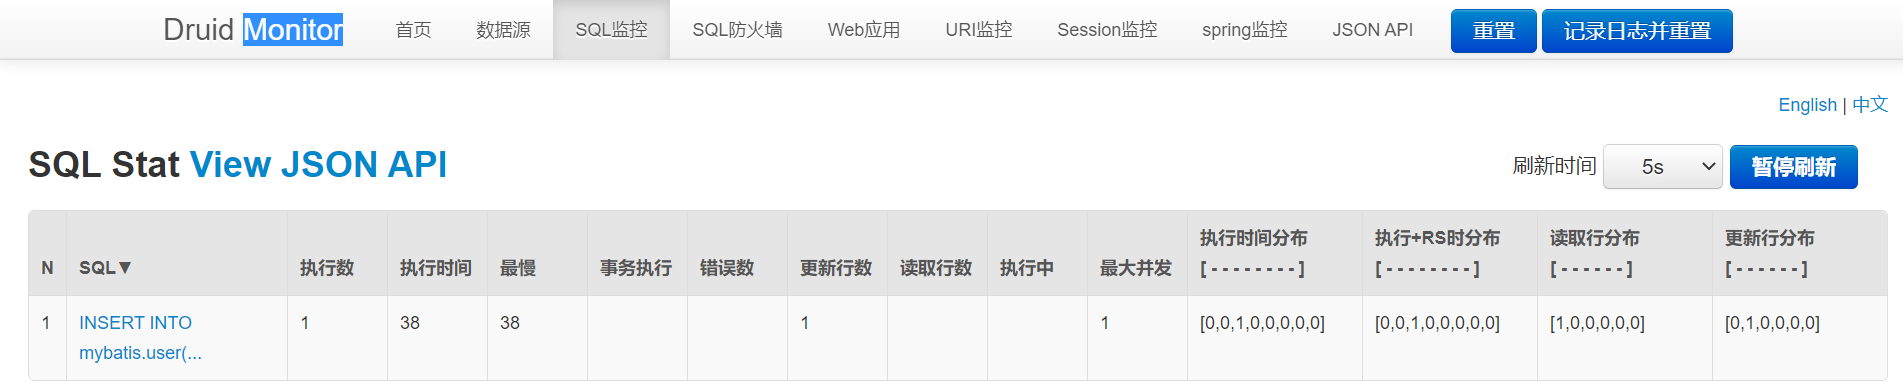 Druid Monitor 首页 数据源 SQL监控 SQL防火墙 Web应用 URI监控 Session监控 spring监控 JSON API 重置 记录日志并重置
English | 中文
SQL Stat View JSON API 刷新时间 5s 暂停刷新
N SQL▼ 执行数 执行时间 最慢 事务执行 错误数 更新行数 读取行数 执行中 最大并发 执行时间分布 执行+RS时分布 读取行分布 更新行分布
[ - - - - - - - - ] [ - - - - - - - - ] [ - - - - - - ] [ - - - - - - ]
1 INSERT INTO 1 38 38 1 1 [0,0,1,0,0,0,0,0] [0,0,1,0,0,0,0,0] [1,0,0,0,0,0] [0,1,0,0,0,0]
mybatis.user(...